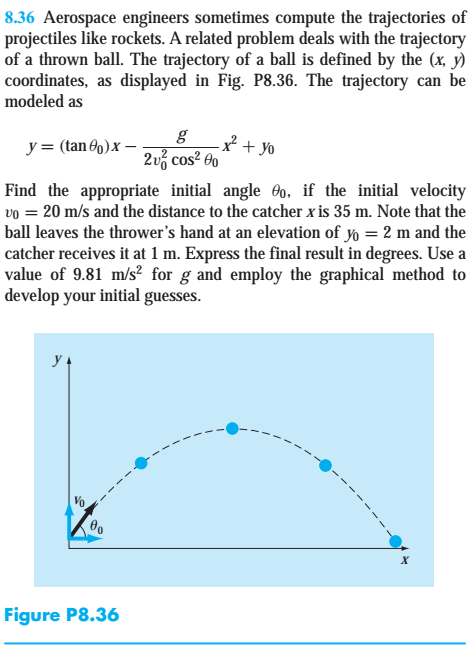 8.36 Aerospace engineers sometimes compute the trajectories of
projectiles like rockets. A related problem deals with the trajectory
of a thrown ball. The trajectory of a ball is defined by the (x, y)
coordinates, as displayed in Fig. P8.36. The trajectory can be
modeled as
y = (tan θ₀)x − g / (2v₀² cos² θ₀) x² + y₀
Find the appropriate initial angle θ₀, if the initial velocity
v₀ = 20 m/s and the distance to the catcher x is 35 m. Note that the
ball leaves the thrower's hand at an elevation of y₀ = 2 m and the
catcher receives it at 1 m. Express the final result in degrees. Use a
value of 9.81 m/s² for g and employ the graphical method to
develop your initial guesses.
y
v₀
θ₀
x
Figure P8.36